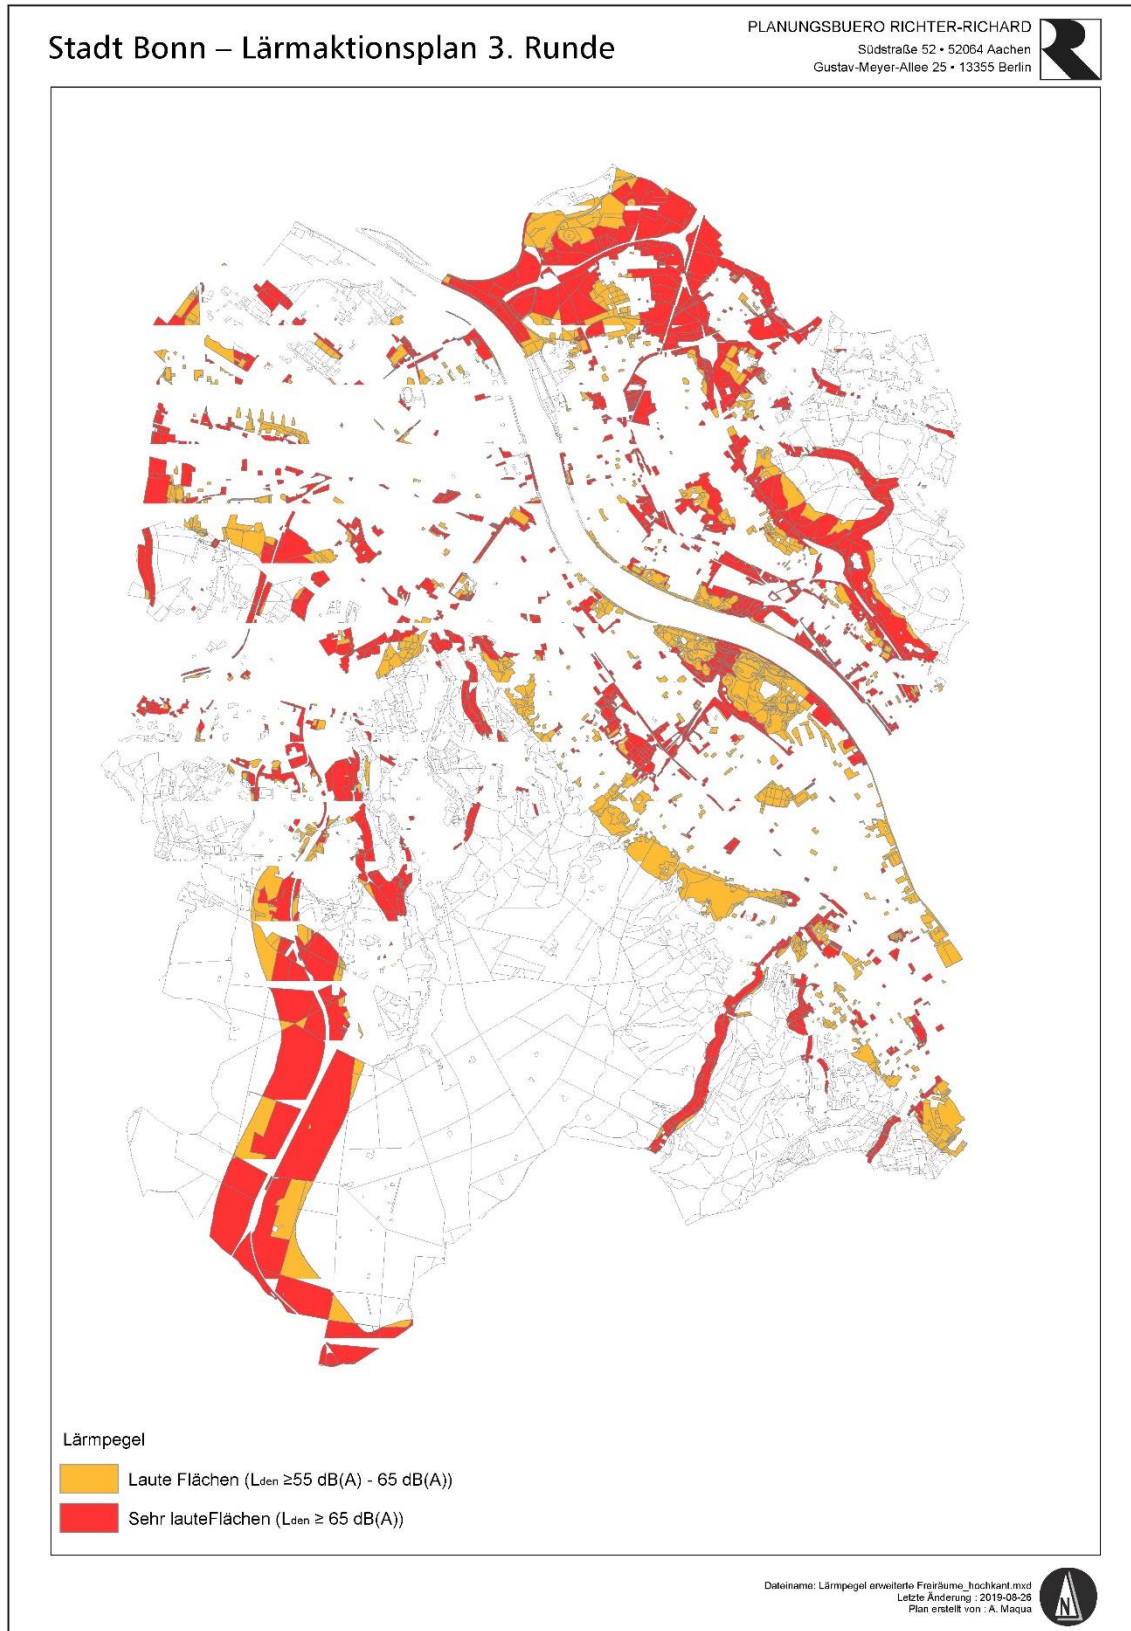 Stadt Bonn – Lärmaktionsplan 3. Runde
PLANUNGSBUERO RICHTER-RICHARD
Südstraße 52 • 52064 Aachen
Gustav-Meyer-Allee 25 • 13355 Berlin
Lärmpegel
Laute Flächen (Lden ≥55 dB(A) - 65 dB(A))
Sehr lauteFlächen (Lden ≥ 65 dB(A))
Dateiname: Lärmpegel erweiterte Freiräume_hochkant.mxd
Letzte Änderung : 2019-08-26
Plan erstellt von : A. Maqua
N